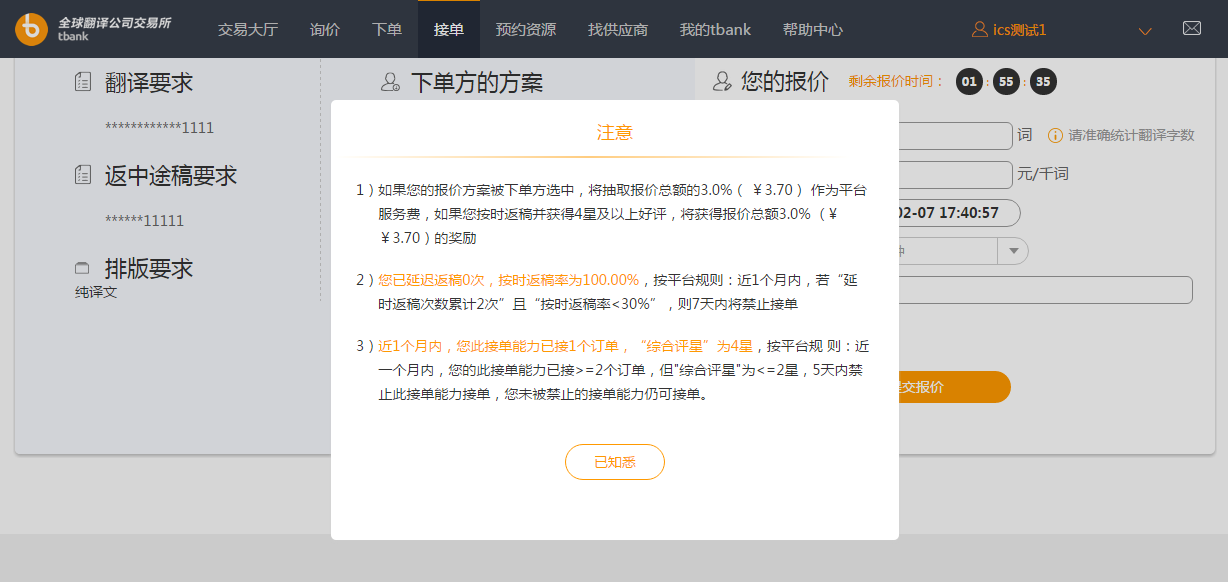 全球翻译公司交易所
tbank
交易大厅 询价 下单 接单 预约资源 找供应商 我的tbank 帮助中心 ics测试1
翻译要求
************1111
返中途稿要求
******11111
排版要求
纯译文
下单方的方案
您的报价 剩余报价时间： 01 : 55 : 35
词 请准确统计翻译字数
元/千词
02-07 17:40:57
交报价
注意
1）如果您的报价方案被下单方选中，将抽取报价总额的3.0%（ ￥3.70 ） 作为平台
服务费，如果您按时返稿并获得4星及以上好评，将获得报价总额3.0%（￥
￥3.70 ）的奖励
2）您已延迟返稿0次，按时返稿率为100.00%，按平台规则：近1个月内，若“延
时返稿次数累计2次”且“按时返稿率<30%”，则7天内将禁止接单
3）近1个月内，您此接单能力已接1个订单，“综合评星”为4星，按平台规 则：近
一个月内，您的此接单能力已接>=2个订单，但"综合评星"为<=2星，5天内禁
止此接单能力接单，您未被禁止的接单能力仍可接单。
已知悉